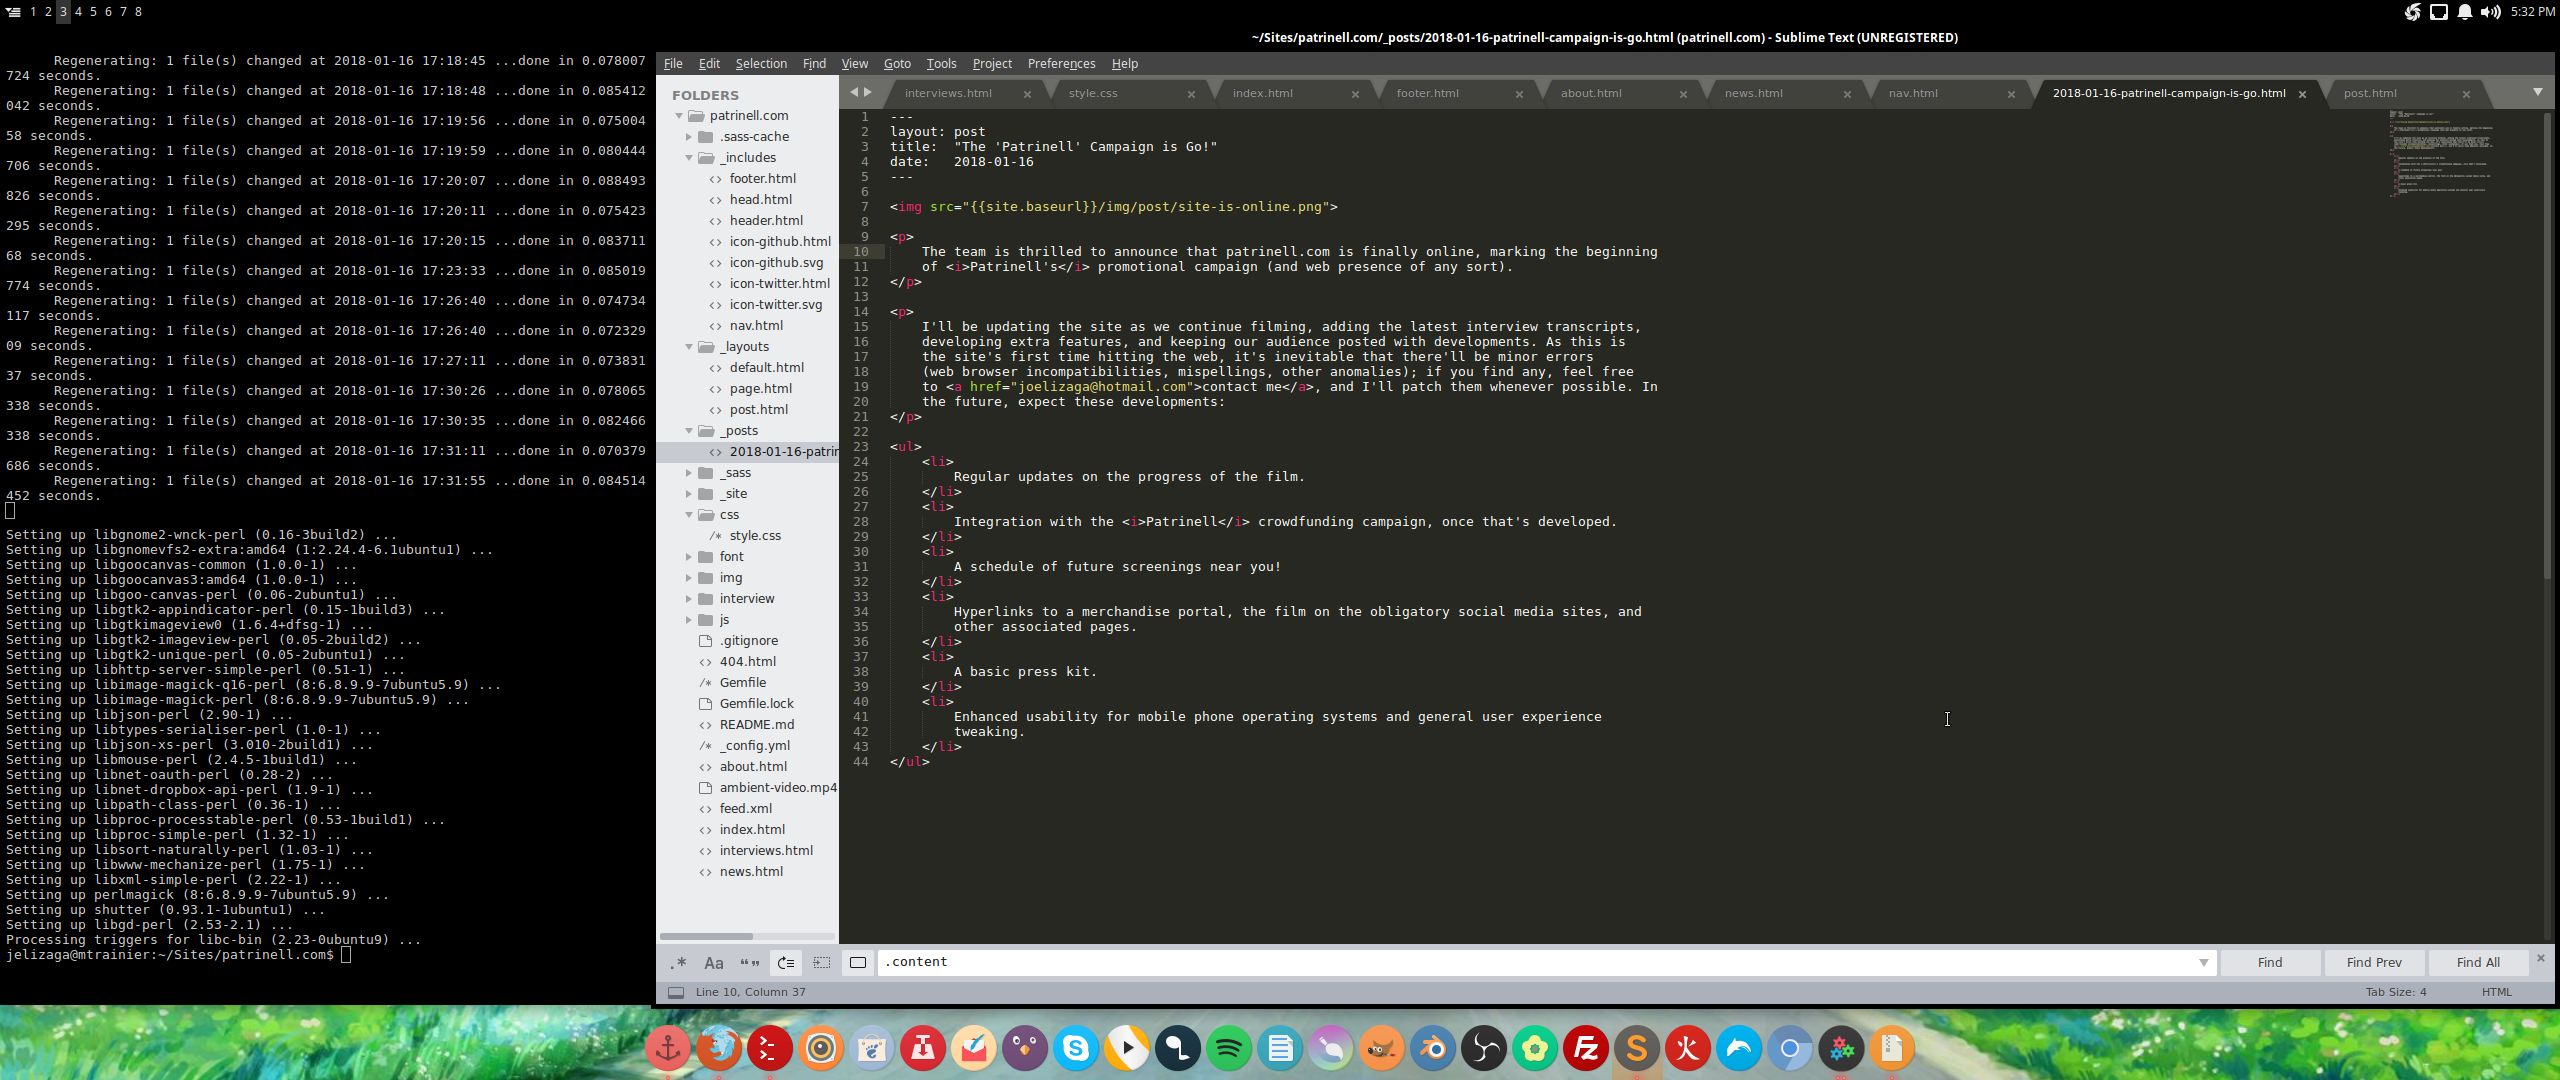 1 2 3 4 5 6 7 8
5:32 PM
Regenerating: 1 file(s) changed at 2018-01-16 17:18:45 ...done in 0.078007
724 seconds.
Regenerating: 1 file(s) changed at 2018-01-16 17:18:48 ...done in 0.085412
042 seconds.
Regenerating: 1 file(s) changed at 2018-01-16 17:19:56 ...done in 0.075004
58 seconds.
Regenerating: 1 file(s) changed at 2018-01-16 17:19:59 ...done in 0.080444
706 seconds.
Regenerating: 1 file(s) changed at 2018-01-16 17:20:07 ...done in 0.088493
826 seconds.
Regenerating: 1 file(s) changed at 2018-01-16 17:20:11 ...done in 0.075423
295 seconds.
Regenerating: 1 file(s) changed at 2018-01-16 17:20:15 ...done in 0.083711
68 seconds.
Regenerating: 1 file(s) changed at 2018-01-16 17:23:33 ...done in 0.085019
774 seconds.
Regenerating: 1 file(s) changed at 2018-01-16 17:26:40 ...done in 0.074734
117 seconds.
Regenerating: 1 file(s) changed at 2018-01-16 17:26:40 ...done in 0.072329
09 seconds.
Regenerating: 1 file(s) changed at 2018-01-16 17:27:11 ...done in 0.073831
37 seconds.
Regenerating: 1 file(s) changed at 2018-01-16 17:30:26 ...done in 0.078065
338 seconds.
Regenerating: 1 file(s) changed at 2018-01-16 17:30:35 ...done in 0.082466
338 seconds.
Regenerating: 1 file(s) changed at 2018-01-16 17:31:11 ...done in 0.070379
686 seconds.
Regenerating: 1 file(s) changed at 2018-01-16 17:31:55 ...done in 0.084514
452 seconds.
Setting up libgnome2-wnck-perl (0.16-3build2) ...
Setting up libgnomevfs2-extra:amd64 (1:2.24.4-6.1ubuntu1) ...
Setting up libgoocanvas-common (1.0.0-1) ...
Setting up libgoocanvas3:amd64 (1.0.0-1) ...
Setting up libgoo-canvas-perl (0.06-2ubuntu1) ...
Setting up libgtk2-appindicator-perl (0.15-1build3) ...
Setting up libgtkimageview0 (1.6.4+dfsg-1) ...
Setting up libgtk2-imageview-perl (0.05-2build2) ...
Setting up libgtk2-unique-perl (0.05-2ubuntu1) ...
Setting up libhttp-server-simple-perl (0.51-1) ...
Setting up libimage-magick-q16-perl (8:6.8.9.9-7ubuntu5.9) ...
Setting up libimage-magick-perl (8:6.8.9.9-7ubuntu5.9) ...
Setting up libjson-perl (2.90-1) ...
Setting up libtypes-serialiser-perl (1.0-1) ...
Setting up libjson-xs-perl (3.010-2build1) ...
Setting up libmouse-perl (2.4.5-1build1) ...
Setting up libnet-oauth-perl (0.28-2) ...
Setting up libnet-dropbox-api-perl (1.9-1) ...
Setting up libpath-class-perl (0.36-1) ...
Setting up libproc-processtable-perl (0.53-1build1) ...
Setting up libproc-simple-perl (1.32-1) ...
Setting up libsort-naturally-perl (1.03-1) ...
Setting up libwww-mechanize-perl (1.75-1) ...
Setting up libxml-simple-perl (2.22-1) ...
Setting up perlmagick (8:6.8.9.9-7ubuntu5.9) ...
Setting up shutter (0.93.1-1ubuntu1) ...
Setting up libgd-perl (2.53-2.1) ...
Processing triggers for libc-bin (2.23-0ubuntu9) ...
jelizaga@mtrainier:~/Sites/patrinell.com$
~/Sites/patrinell.com/_posts/2018-01-16-patrinell-campaign-is-go.html (patrinell.com) - Sublime Text (UNREGISTERED)
File Edit Selection Find View Goto Tools Project Preferences Help
FOLDERS
patrinell.com
.sass-cache
_includes
footer.html
head.html
header.html
icon-github.html
icon-github.svg
icon-twitter.html
icon-twitter.svg
nav.html
_layouts
default.html
page.html
post.html
_posts
2018-01-16-patrin
_sass
_site
css
style.css
font
img
interview
js
.gitignore
404.html
Gemfile
Gemfile.lock
README.md
_config.yml
about.html
ambient-video.mp4
feed.xml
index.html
interviews.html
news.html
interviews.html style.css index.html footer.html about.html news.html nav.html 2018-01-16-patrinell-campaign-is-go.html post.html
1 ---
2 layout: post
3 title: "The 'Patrinell' Campaign is Go!"
4 date: 2018-01-16
5 ---
6
7 <img src="{{site.baseurl}}/img/post/site-is-online.png">
8
9 <p>
10 The team is thrilled to announce that patrinell.com is finally online, marking the beginning
11 of <i>Patrinell's</i> promotional campaign (and web presence of any sort).
12 </p>
13
14 <p>
15 I'll be updating the site as we continue filming, adding the latest interview transcripts,
16 developing extra features, and keeping our audience posted with developments. As this is
17 the site's first time hitting the web, it's inevitable that there'll be minor errors
18 (web browser incompatibilities, mispellings, other anomalies); if you find any, feel free
19 to <a href="joelizaga@hotmail.com">contact me</a>, and I'll patch them whenever possible. In
20 the future, expect these developments:
21 </p>
22
23 <ul>
24 <li>
25 Regular updates on the progress of the film.
26 </li>
27 <li>
28 Integration with the <i>Patrinell</i> crowdfunding campaign, once that's developed.
29 </li>
30 <li>
31 A schedule of future screenings near you!
32 </li>
33 <li>
34 Hyperlinks to a merchandise portal, the film on the obligatory social media sites, and
35 other associated pages.
36 </li>
37 <li>
38 A basic press kit.
39 </li>
40 <li>
41 Enhanced usability for mobile phone operating systems and general user experience
42 tweaking.
43 </li>
44 </ul>
.* Aa “” .content Find Find Prev Find All
Line 10, Column 37 Tab Size: 4 HTML